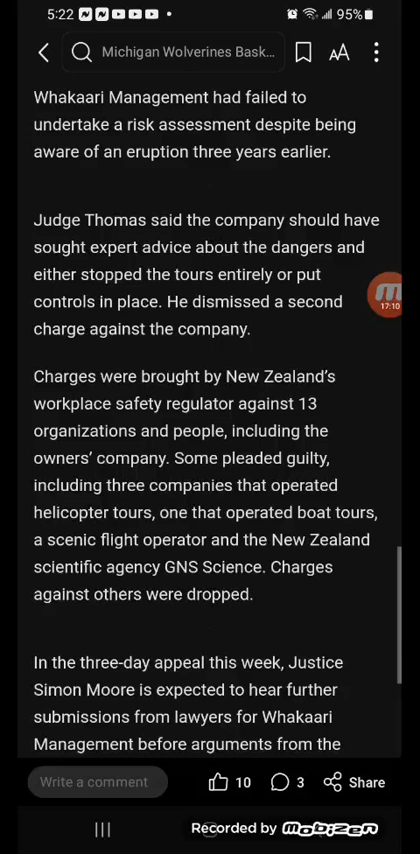 5:22
95%
Michigan Wolverines Bask...
AA
Whakaari Management had failed to
undertake a risk assessment despite being
aware of an eruption three years earlier.
Judge Thomas said the company should have
sought expert advice about the dangers and
either stopped the tours entirely or put
controls in place. He dismissed a second
charge against the company.
17:10
Charges were brought by New Zealand’s
workplace safety regulator against 13
organizations and people, including the
owners’ company. Some pleaded guilty,
including three companies that operated
helicopter tours, one that operated boat tours,
a scenic flight operator and the New Zealand
scientific agency GNS Science. Charges
against others were dropped.
In the three-day appeal this week, Justice
Simon Moore is expected to hear further
submissions from lawyers for Whakaari
Management before arguments from the
Write a comment
10
3
Share
Recorded by mobizen